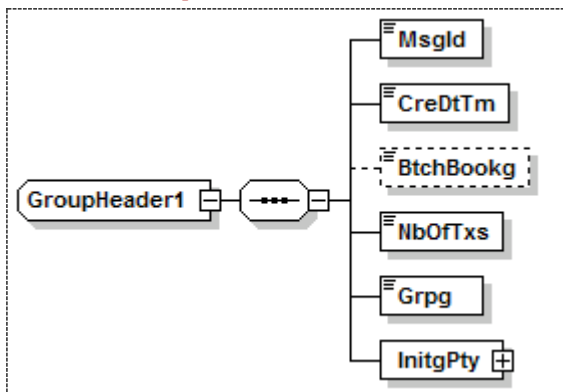 MsgId
CreDtTm
BtchBookg
GroupHeader1
NbOfTxs
Grpg
InitgPty